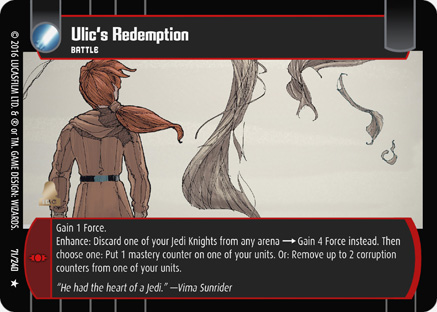 Ulic's Redemption
BATTLE
© 2016 LUCASFILM LTD. & ® or TM. GAME DESIGN: WIZARDS.
71/240
Gain 1 Force.
Enhance: Discard one of your Jedi Knights from any arena → Gain 4 Force instead. Then
choose one: Put 1 mastery counter on one of your units. Or: Remove up to 2 corruption
counters from one of your units.
"He had the heart of a Jedi." —Vima Sunrider